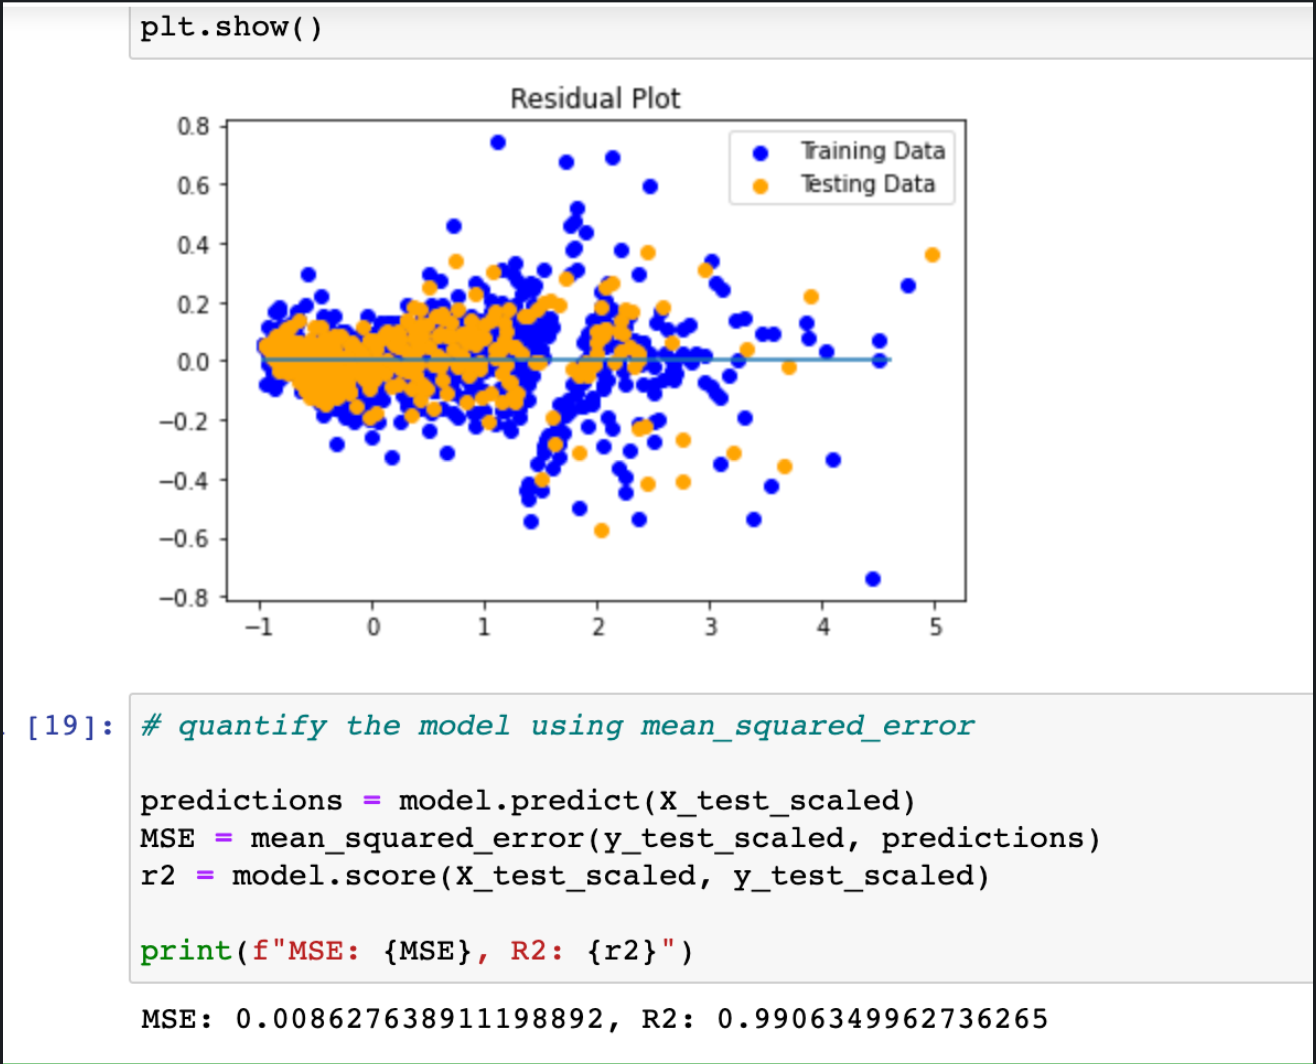 plt.show()
Residual Plot
0.8
0.6
0.4
0.2
0.0
−0.2
−0.4
−0.6
−0.8
Training Data
Testing Data
−1 0 1 2 3 4 5
[19]:
# quantify the model using mean_squared_error
predictions = model.predict(X_test_scaled)
MSE = mean_squared_error(y_test_scaled, predictions)
r2 = model.score(X_test_scaled, y_test_scaled)
print(f"MSE: {MSE}, R2: {r2}")
MSE: 0.008627638911198892, R2: 0.9906349962736265